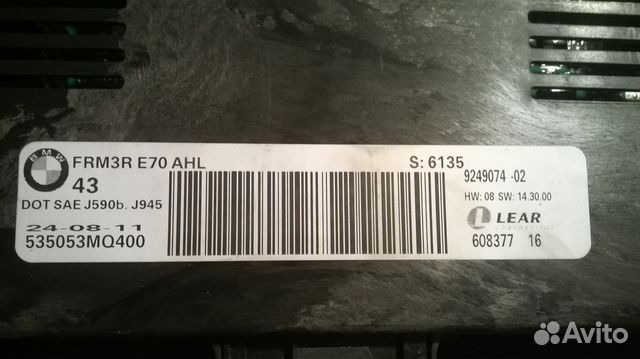 BMW
FRM3R E70 AHL
S: 6135
43
9249074 -02
DOT SAE J590b. J945
HW: 08 SW: 14.30.00
24-08-11
LEAR
535053MQ400
608377 16
Avito